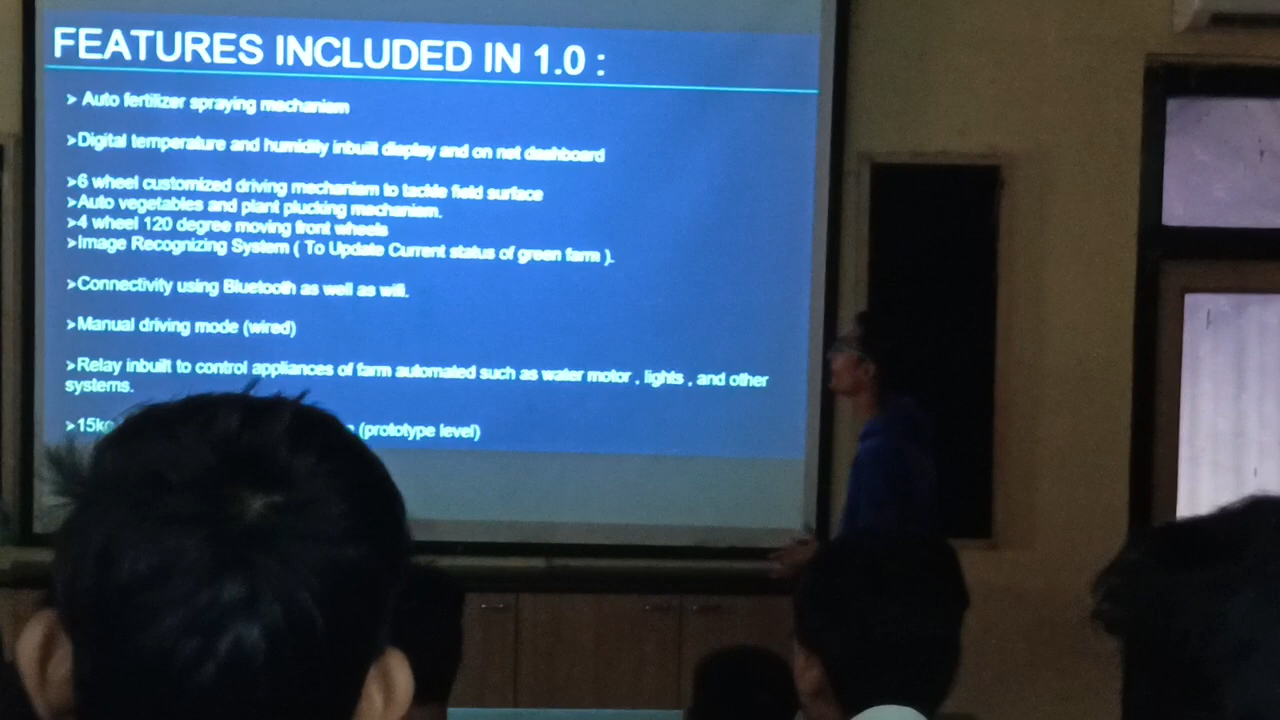 FEATURES INCLUDED IN 1.0 :
➢ Auto fertilizer spraying mechanism
➢Digital temperature and humidity inbuilt display and on net dashboard
➢6 wheel customized driving mechanism to tackle field surface
➢Auto vegetables and plant plucking mechanism.
➢4 wheel 120 degree moving front wheels
➢Image Recognizing System ( To Update Current status of green farm ).
➢Connectivity using Bluetooth as well as wifi.
➢Manual driving mode (wired)
➢Relay inbuilt to control appliances of farm automated such as water motor , lights , and other
systems.
(prototype level)